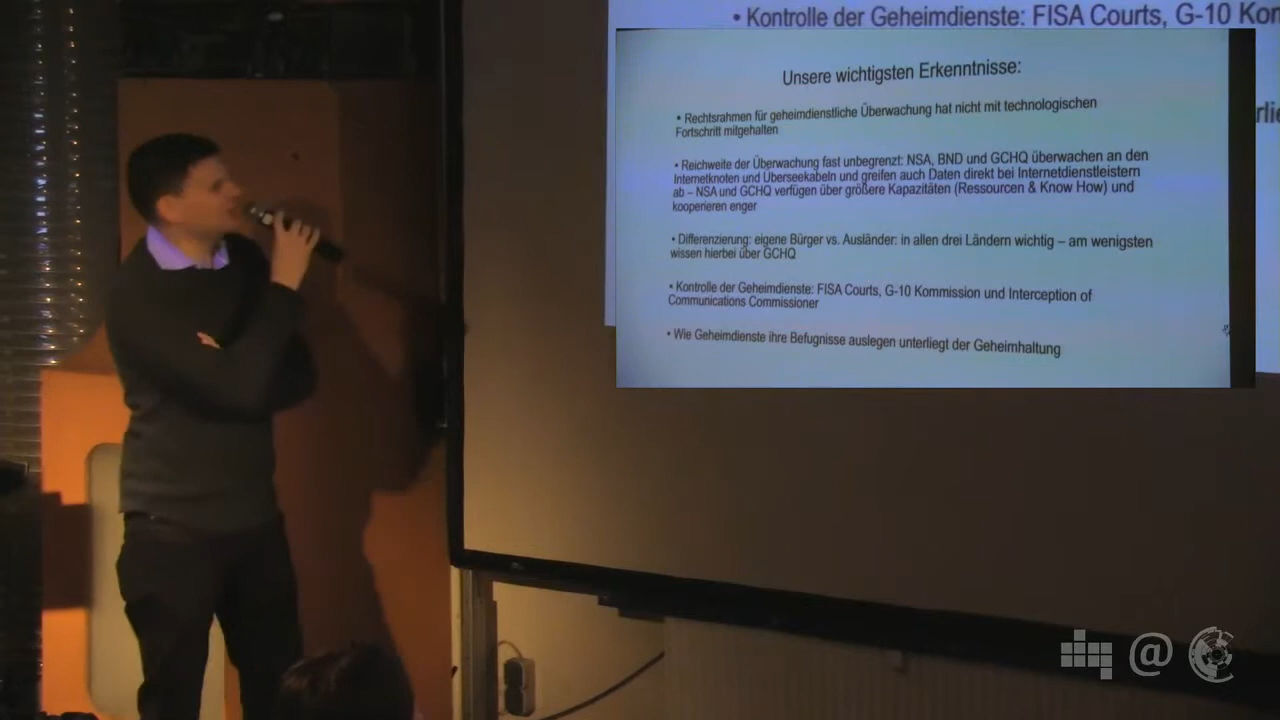 • Kontrolle der Geheimdienste: FISA Courts, G-10
Unsere wichtigsten Erkenntnisse:
• Rechtsrahmen für geheimdienstliche Überwachung hat nicht mit technologischen
Fortschritt mitgehalten
• Reichweite der Überwachung fast unbegrenzt: NSA, BND und GCHQ überwachen an den
Internetknoten und Überseekabeln und greifen auch Daten direkt bei Internetdienstleistern
ab – NSA und GCHQ verfügen über größere Kapazitäten (Ressourcen & Know How) und
kooperieren enger
• Differenzierung: eigene Bürger vs. Ausländer: in allen drei Ländern wichtig – am wenigsten
wissen hierbei über GCHQ
• Kontrolle der Geheimdienste: FISA Courts, G-10 Kommission und Interception of
Communications Commissioner
• Wie Geheimdienste ihre Befugnisse auslegen unterliegt der Geheimhaltung
@